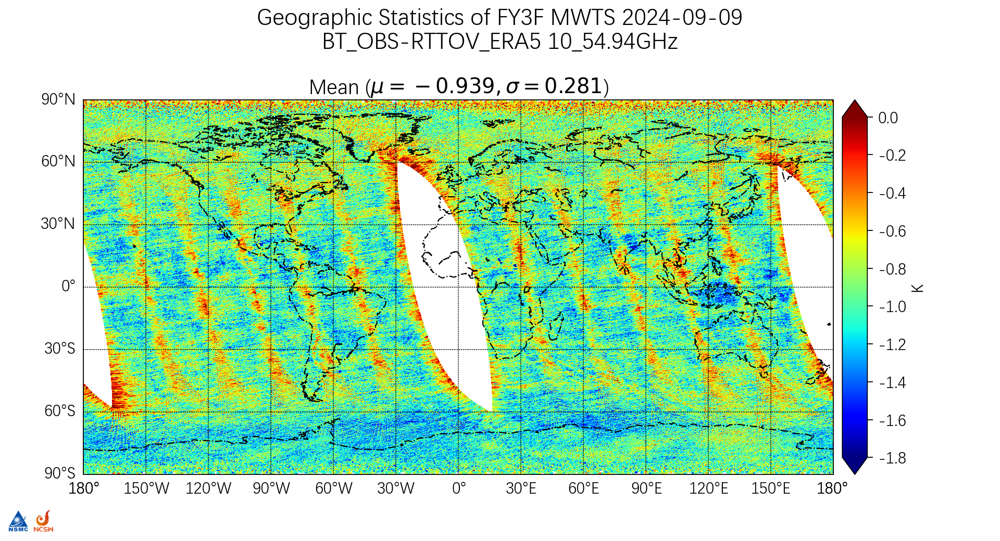 Geographic Statistics of FY3F MWTS 2024-09-09
BT_OBS-RTTOV_ERA5 10_54.94GHz
Mean (μ = −0.939, σ = 0.281)
90°N
60°N
30°N
0°
30°S
60°S
90°S
180° 150°W 120°W 90°W 60°W 30°W 0° 30°E 60°E 90°E 120°E 150°E 180°
0.0
-0.2
-0.4
-0.6
-0.8
-1.0
-1.2
-1.4
-1.6
-1.8
K
NSMC NCSW